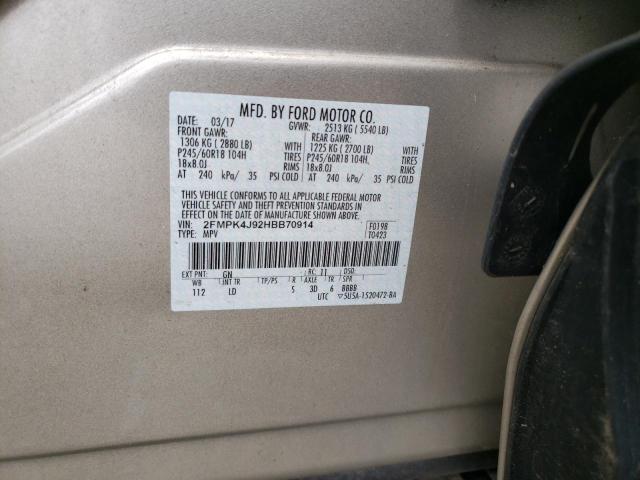 MFD. BY FORD MOTOR CO.
DATE: 03/17 GVWR: 2513 KG ( 5540 LB)
FRONT GAWR: REAR GAWR:
1306 KG ( 2880 LB) WITH 1225 KG ( 2700 LB) WITH
P245/60R18 104H TIRES P245/60R18 104H, TIRES
18x8.0J RIMS 18x8.0J RIMS
AT 240 kPa/ 35 PSI COLD AT 240 kPa/ 35 PSI COLD
THIS VEHICLE CONFORMS TO ALL APPLICABLE FEDERAL MOTOR
VEHICLE SAFETY AND THEFT PREVENTION STANDARDS IN
EFFECT ON THE DATE OF MANUFACTURE SHOWN ABOVE.
VIN: 2FMPK4J92HBB70914 F0198
TYPE: MPV T0423
EXT PNT: GN RC: 11 DSO:
WB INT TR TP/PS R AXLE TR SPR
112 LD 5 3D 6 BBBB
UTC ▽5U5A-1520472-BA